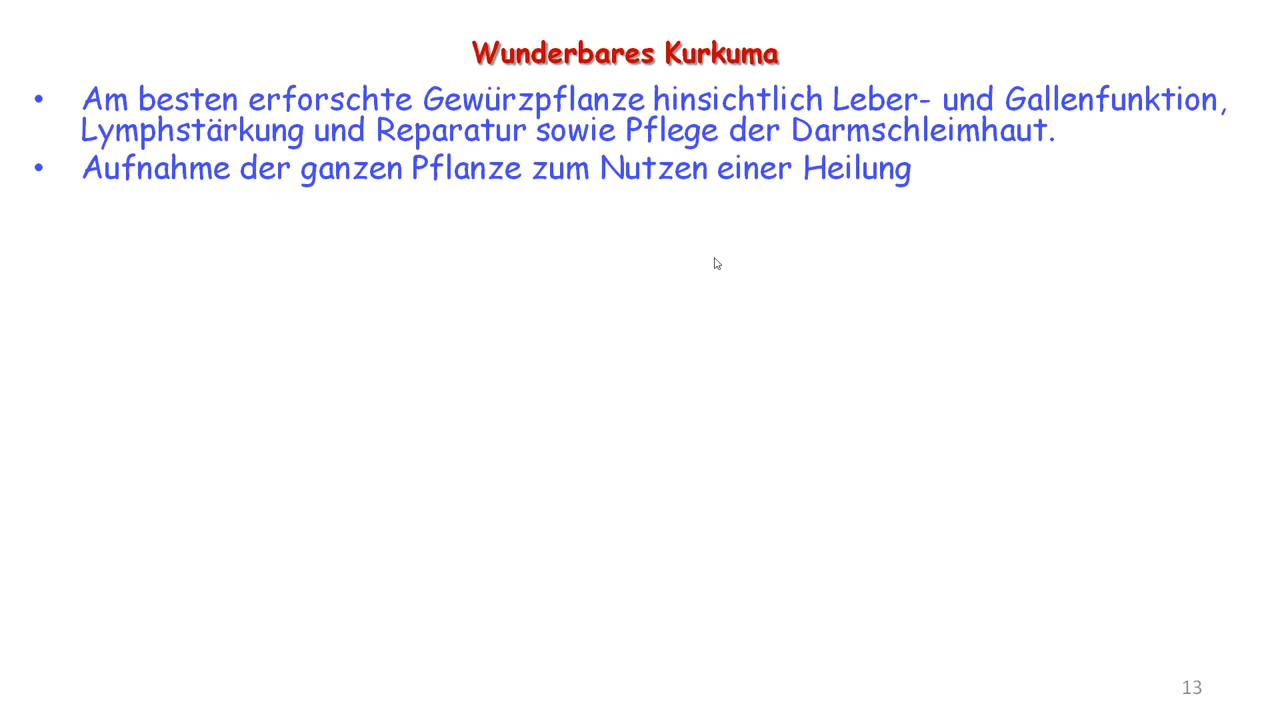 Wunderbares Kurkuma
• Am besten erforschte Gewürzpflanze hinsichtlich Leber- und Gallenfunktion,
Lymphstärkung und Reparatur sowie Pflege der Darmschleimhaut.
• Aufnahme der ganzen Pflanze zum Nutzen einer Heilung
13